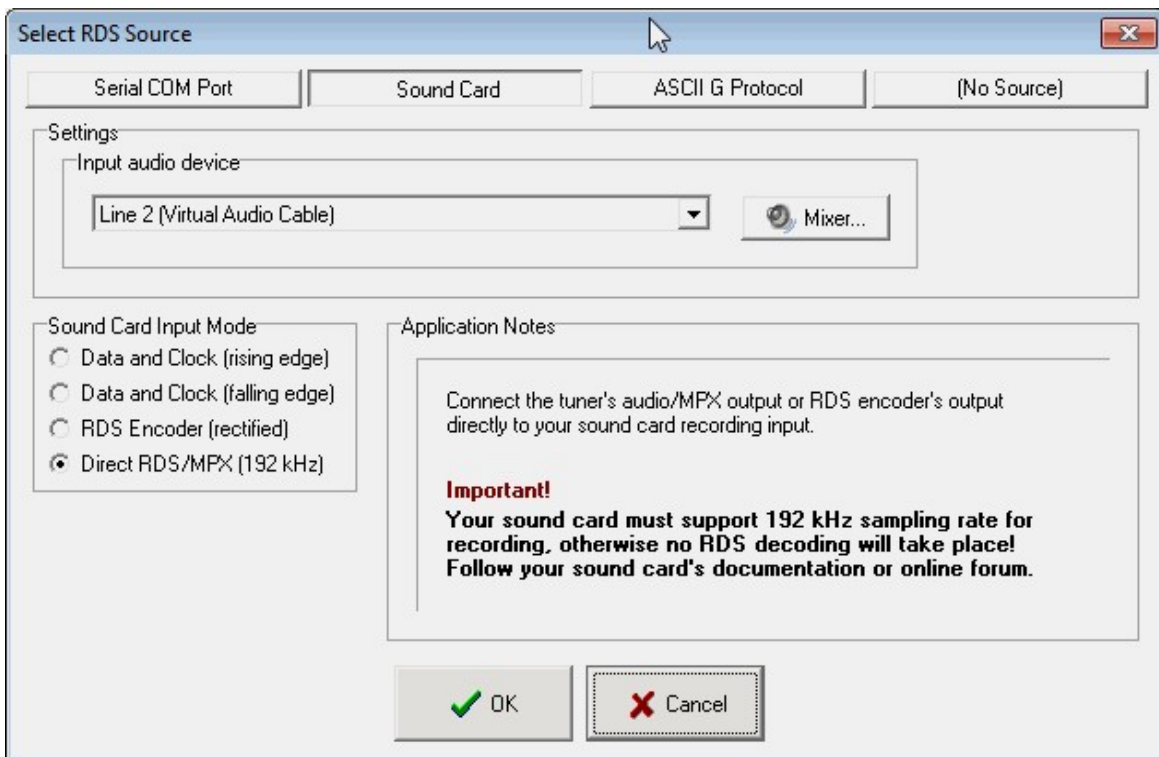 Select RDS Source
Serial COM Port
Sound Card
ASCII G Protocol
(No Source)
Settings
Input audio device
Line 2 (Virtual Audio Cable)
Mixer...
Sound Card Input Mode
Data and Clock (rising edge)
Data and Clock (falling edge)
RDS Encoder (rectified)
Direct RDS/MPX (192 kHz)
Application Notes
Connect the tuner's audio/MPX output or RDS encoder's output
directly to your sound card recording input.
Important!
Your sound card must support 192 kHz sampling rate for
recording, otherwise no RDS decoding will take place!
Follow your sound card's documentation or online forum.
OK
Cancel